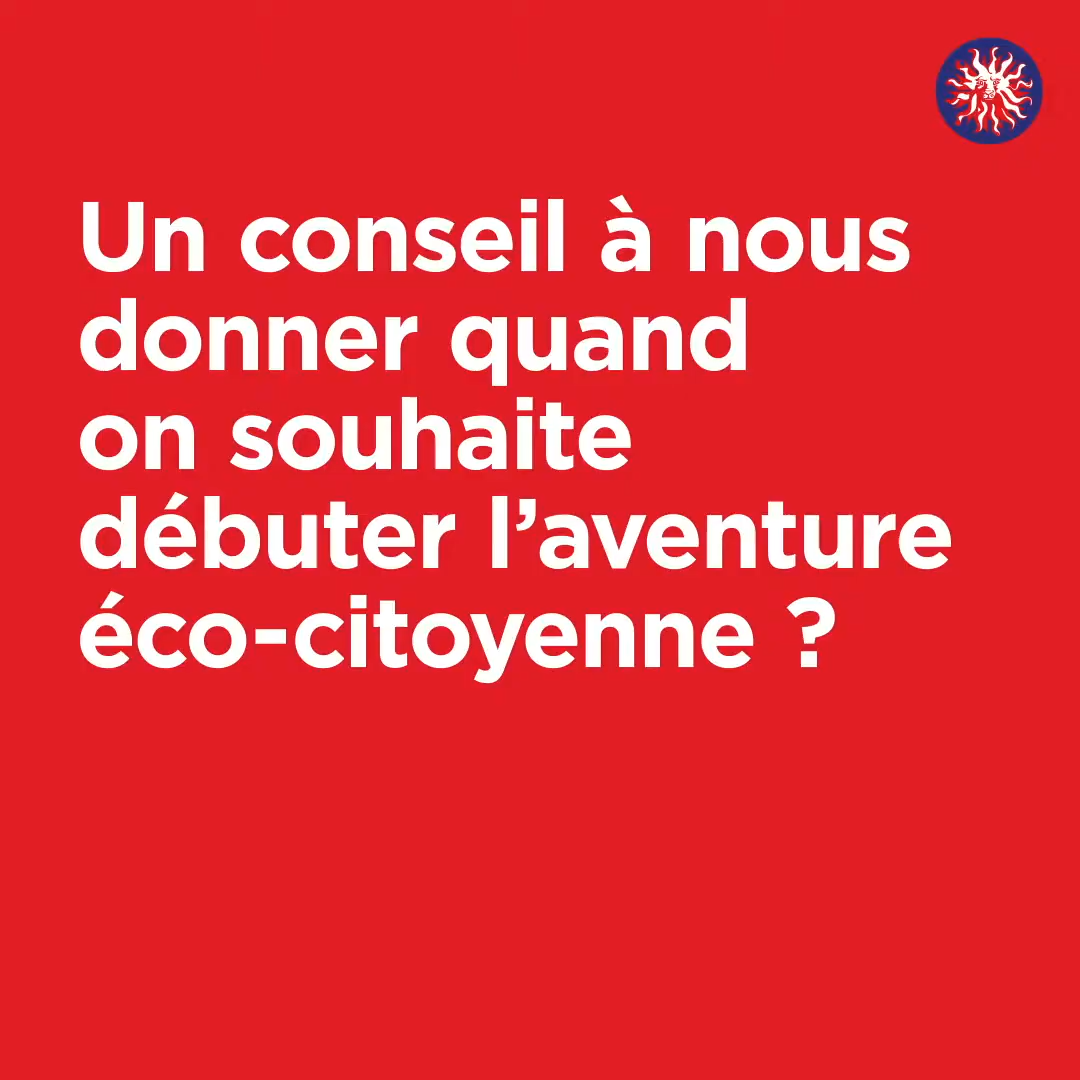 Un conseil à nous
donner quand
on souhaite
débuter l’aventure
éco-citoyenne ?